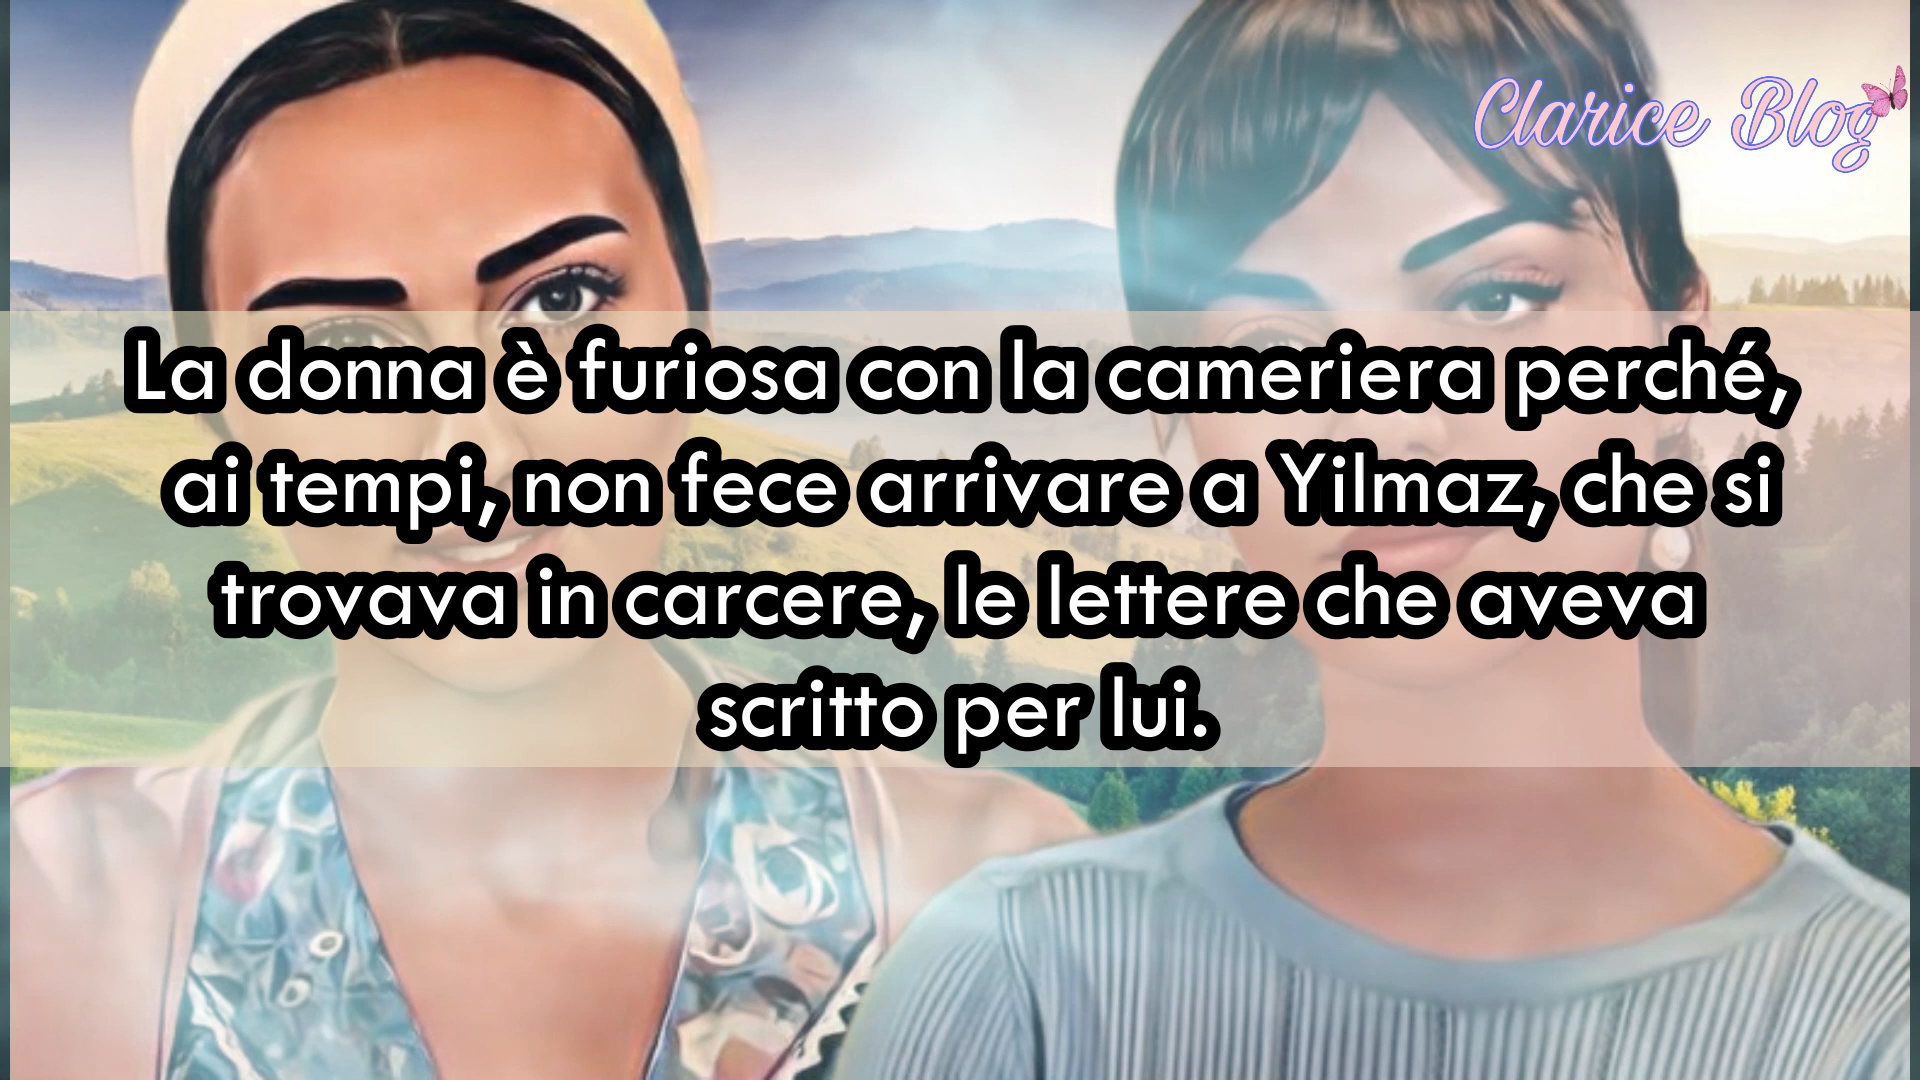 Clarice Blog
La donna è furiosa con la cameriera perché,
ai tempi, non fece arrivare a Yilmaz, che si
trovava in carcere, le lettere che aveva
scritto per lui.